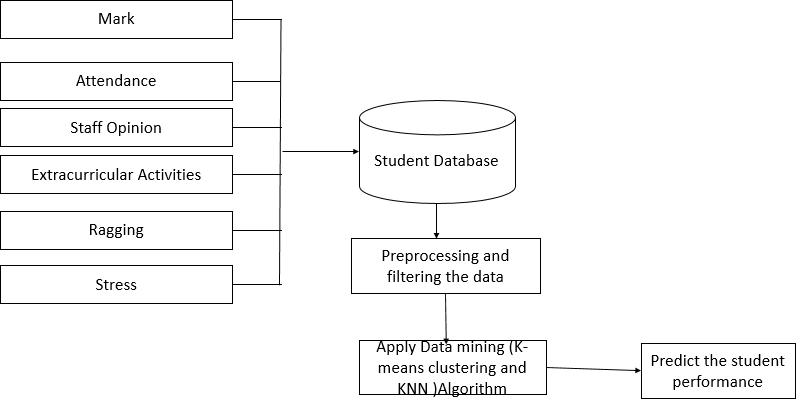 Mark
Attendance
Staff Opinion
Extracurricular Activities
Ragging
Stress
Student Database
Preprocessing and
filtering the data
Apply Data mining (K-
means clustering and
KNN )Algorithm
Predict the student
performance